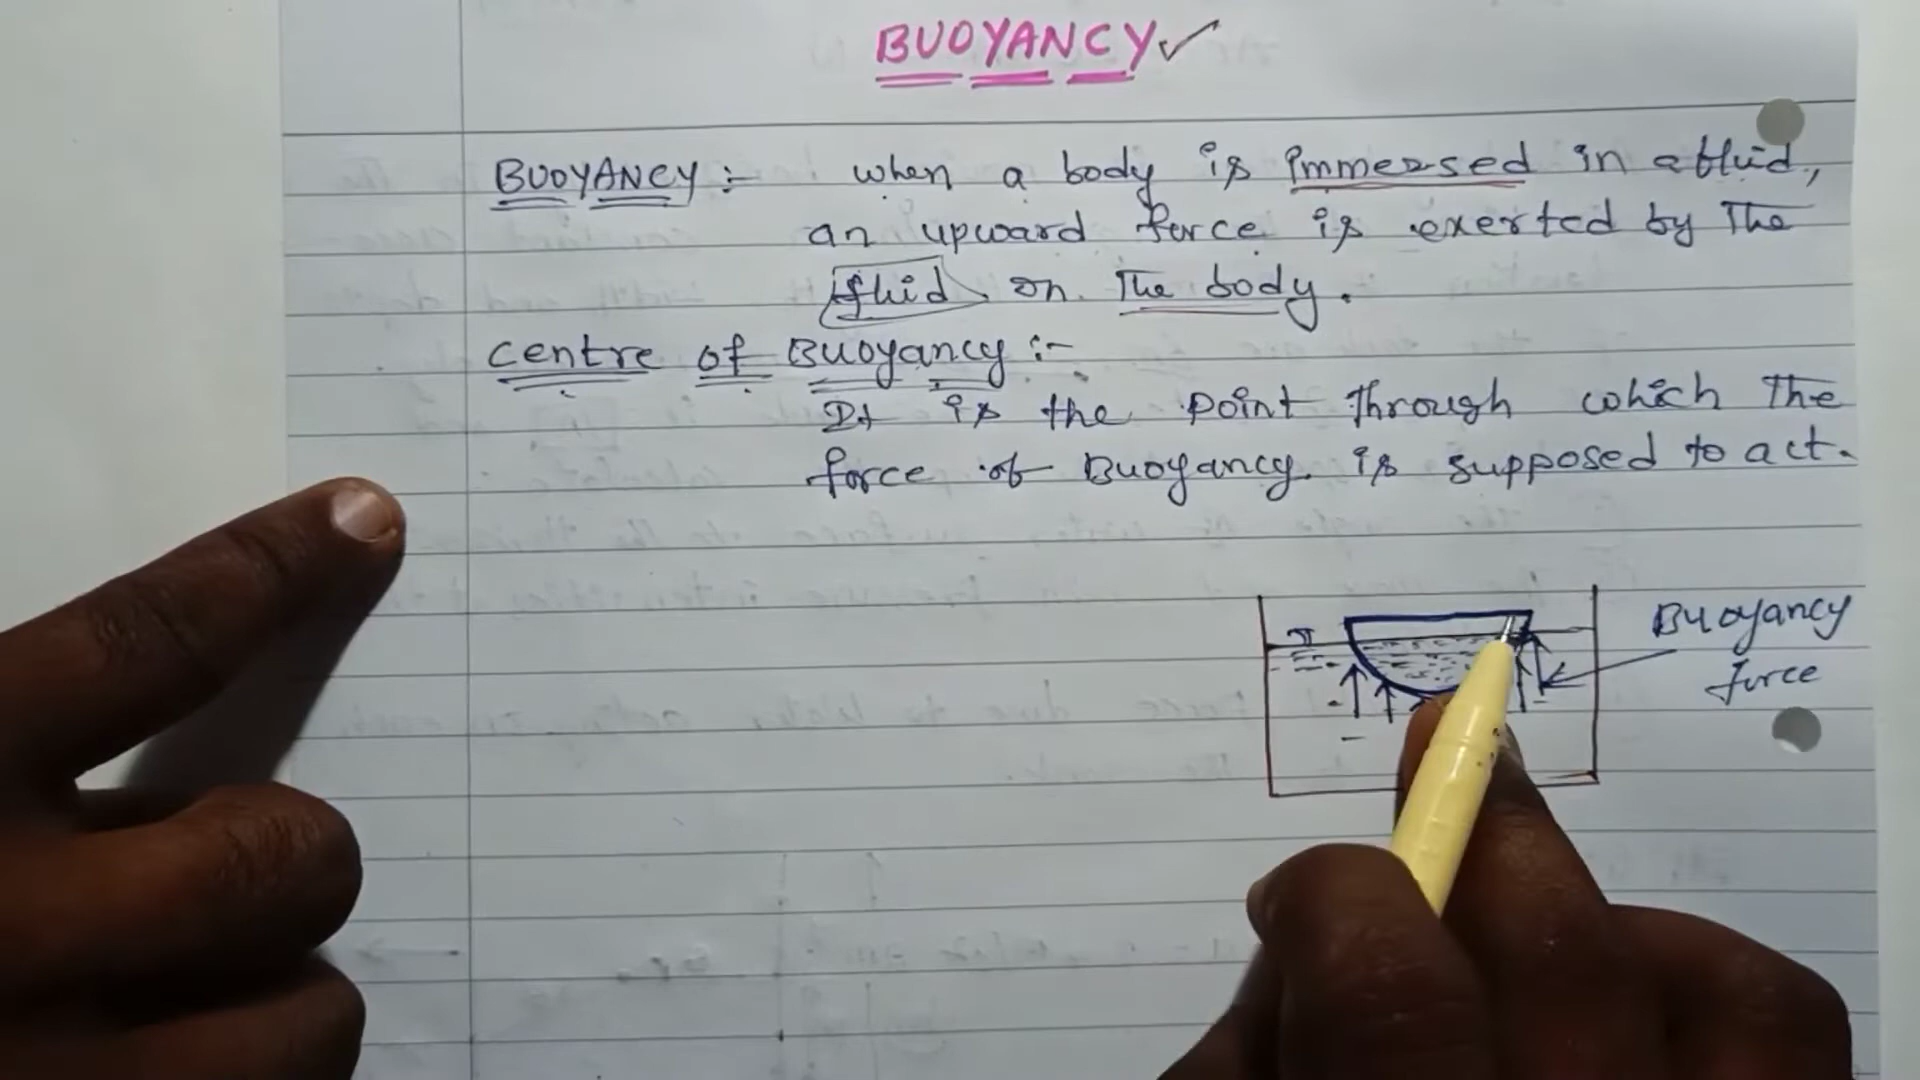 BUOYANCY
BUOYANCY :- when a body is immersed in a fluid,
an upward force is exerted by The
fluid on The body.
centre of Buoyancy :-
It is the point through which The
force of Buoyancy is supposed to act.
Buoyancy
force